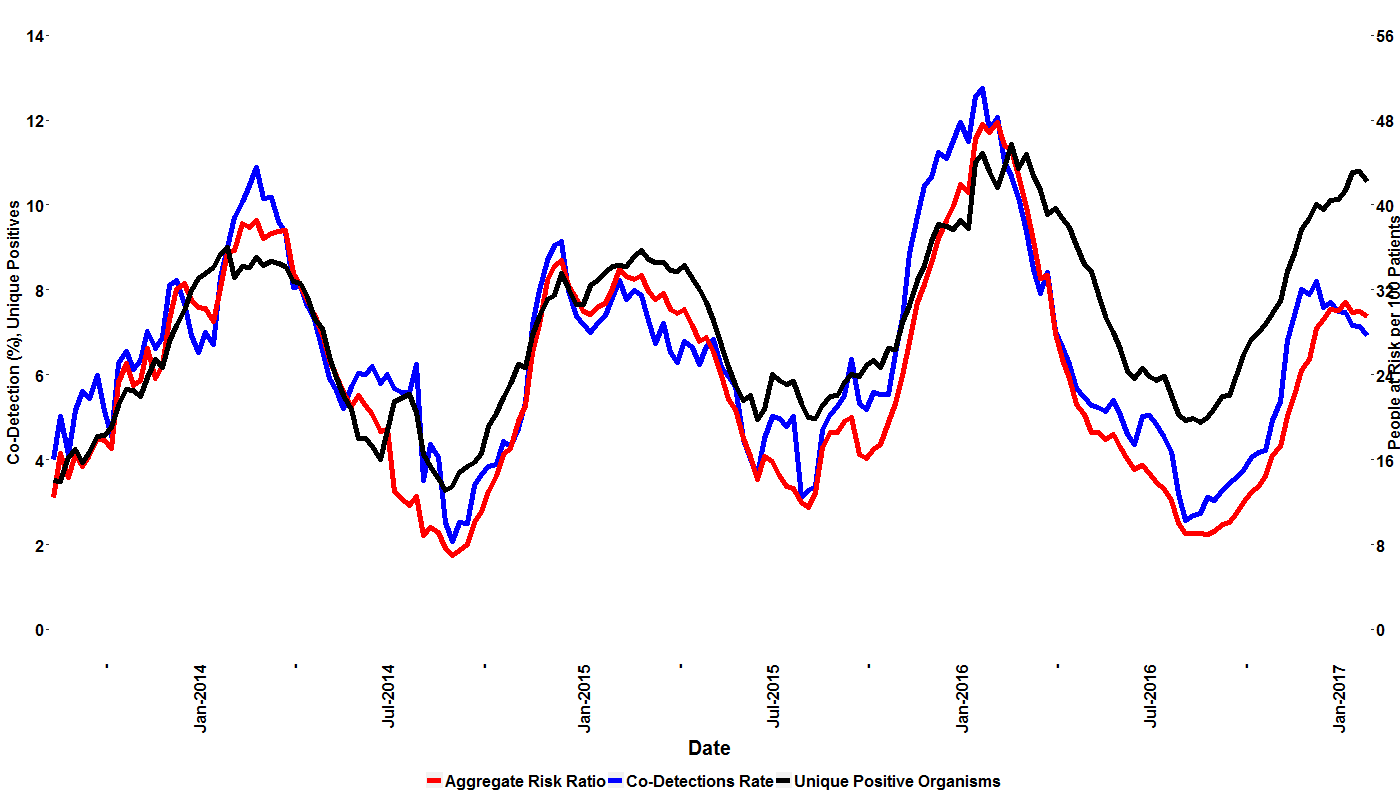 14
12
10
8
6
4
2
0
Co-Detection (%), Unique Positives
56
48
40
32
24
16
8
0
People at Risk per 100 Patients
Jan-2014
Jul-2014
Jan-2015
Jul-2015
Jan-2016
Jul-2016
Jan-2017
Date
Aggregate Risk Ratio Co-Detections Rate Unique Positive Organisms